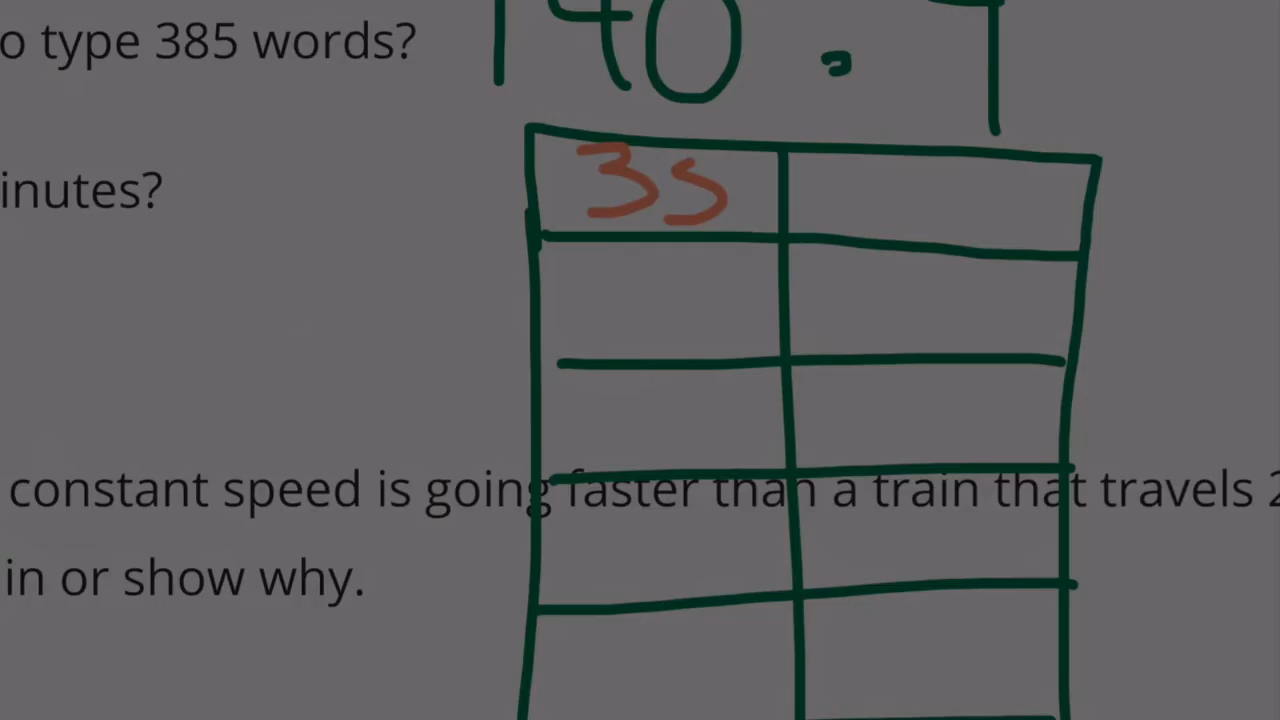 o type 385 words?
140.
35
inutes?
constant speed is going faster than a train that travels 2
in or show why.